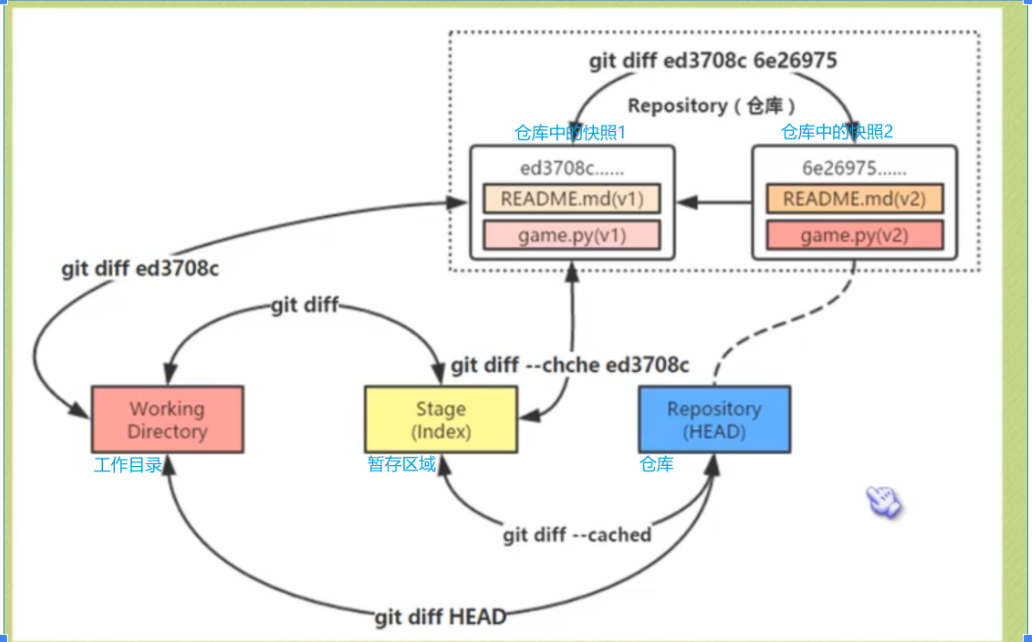 git diff ed3708c 6e26975
Repository ( 仓库 )
仓库中的快照1
仓库中的快照2
ed3708c......
README.md(v1)
game.py(v1)
6e26975......
README.md(v2)
game.py(v2)
git diff ed3708c
git diff
git diff --chche ed3708c
Working
Directory
工作目录
Stage
(Index)
暂存区域
Repository
(HEAD)
仓库
git diff --cached
git diff HEAD